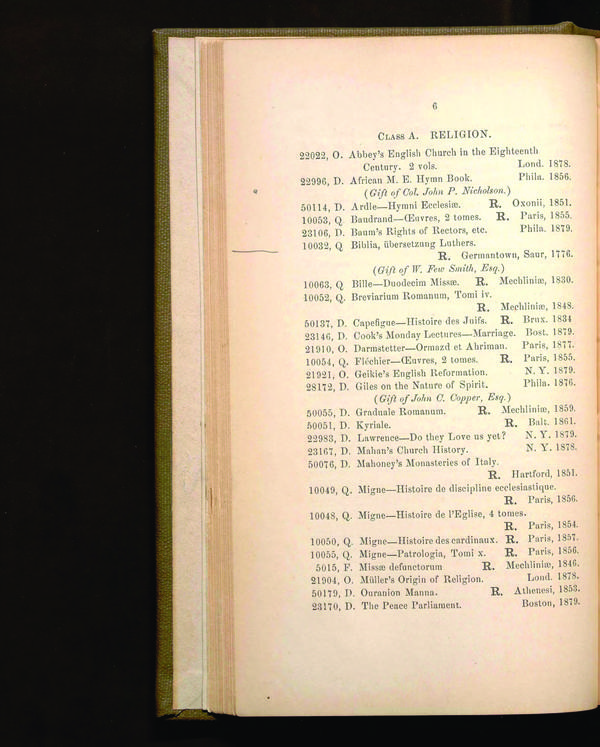 6
CLASS A. RELIGION.
22022, O. Abbey's English Church in the Eighteenth
Century. 2 vols. Lond. 1878.
22996, D. African M. E. Hymn Book. Phila. 1856.
(Gift of Col. John P. Nicholson.)
50114, D. Ardle—Hymni Ecclesiæ. R. Oxonii, 1851.
10053, Q Baudrand—Œuvres, 2 tomes. R. Paris, 1855.
23106, D. Baum's Rights of Rectors, etc. Phila. 1879.
10032, Q Biblia, übersetzung Luthers.
R. Germantown, Saur, 1776.
(Gift of W. Few Smith, Esq.)
10063, Q Bille—Duodecim Missæ. R. Mechliniæ, 1830.
10052, Q. Breviarium Romanum, Tomi iv.
R. Mechliniæ, 1848.
50137, D. Capefigue—Histoire des Juifs. R. Brux. 1834
23146, D. Cook's Monday Lectures—Marriage. Bost. 1879.
21910, O. Darmstetter—Ormazd et Ahriman. Paris, 1877.
10054, Q. Fléchier—Œuvres, 2 tomes. R. Paris, 1855.
21921, O. Geikie's English Reformation. N. Y. 1879.
28172, D. Giles on the Nature of Spirit. Phila. 1876.
(Gift of John C. Copper, Esq.)
50055, D. Graduale Romanum. R. Mechliniæ, 1859.
50051, D. Kyriale. R. Balt. 1861.
22983, D. Lawrence—Do they Love us yet? N. Y. 1879.
23167, D. Mahan's Church History. N. Y. 1878.
50076, D. Mahoney's Monasteries of Italy.
R. Hartford, 1851.
10049, Q. Migne—Histoire de discipline ecclesiastique.
R. Paris, 1856.
10048, Q. Migne—Histoire de l'Eglise, 4 tomes.
R. Paris, 1854.
10050, Q. Migne—Histoire des cardinaux. R. Paris, 1857.
10055, Q. Migne—Patrologia, Tomi x. R. Paris, 1856.
5015, F. Missæ defunctorum R. Mechliniæ, 1846.
21904, O. Müller's Origin of Religion. Lond. 1878.
50179, D. Ouranion Manna. R. Athenesi, 1853.
23170, D. The Peace Parliament. Boston, 1879.